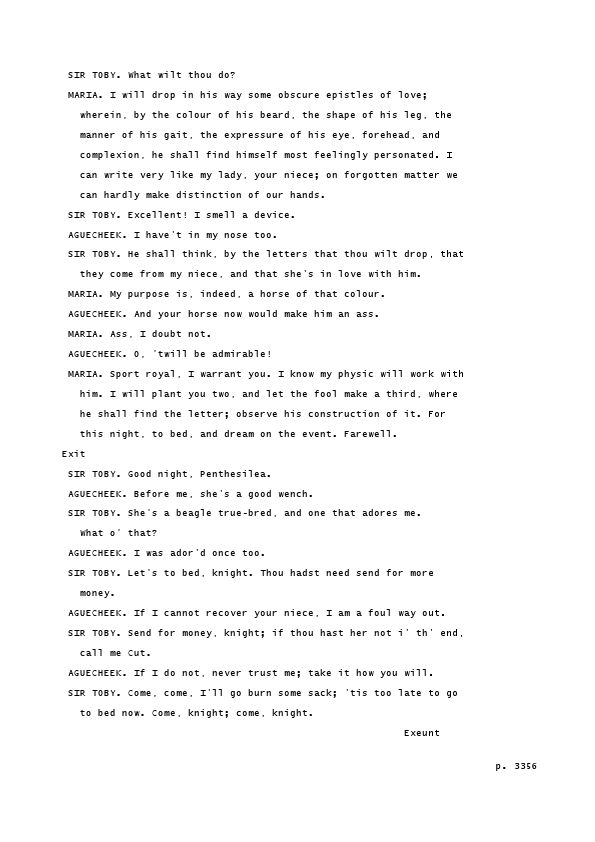 SIR TOBY. What wilt thou do?
MARIA. I will drop in his way some obscure epistles of love;
wherein, by the colour of his beard, the shape of his leg, the
manner of his gait, the expressure of his eye, forehead, and
complexion, he shall find himself most feelingly personated. I
can write very like my lady, your niece; on forgotten matter we
can hardly make distinction of our hands.
SIR TOBY. Excellent! I smell a device.
AGUECHEEK. I have't in my nose too.
SIR TOBY. He shall think, by the letters that thou wilt drop, that
they come from my niece, and that she's in love with him.
MARIA. My purpose is, indeed, a horse of that colour.
AGUECHEEK. And your horse now would make him an ass.
MARIA. Ass, I doubt not.
AGUECHEEK. O, 'twill be admirable!
MARIA. Sport royal, I warrant you. I know my physic will work with
him. I will plant you two, and let the fool make a third, where
he shall find the letter; observe his construction of it. For
this night, to bed, and dream on the event. Farewell.
Exit
SIR TOBY. Good night, Penthesilea.
AGUECHEEK. Before me, she's a good wench.
SIR TOBY. She's a beagle true-bred, and one that adores me.
What o' that?
AGUECHEEK. I was ador'd once too.
SIR TOBY. Let's to bed, knight. Thou hadst need send for more
money.
AGUECHEEK. If I cannot recover your niece, I am a foul way out.
SIR TOBY. Send for money, knight; if thou hast her not i' th' end,
call me Cut.
AGUECHEEK. If I do not, never trust me; take it how you will.
SIR TOBY. Come, come, I'll go burn some sack; 'tis too late to go
to bed now. Come, knight; come, knight.
Exeunt
p. 3356